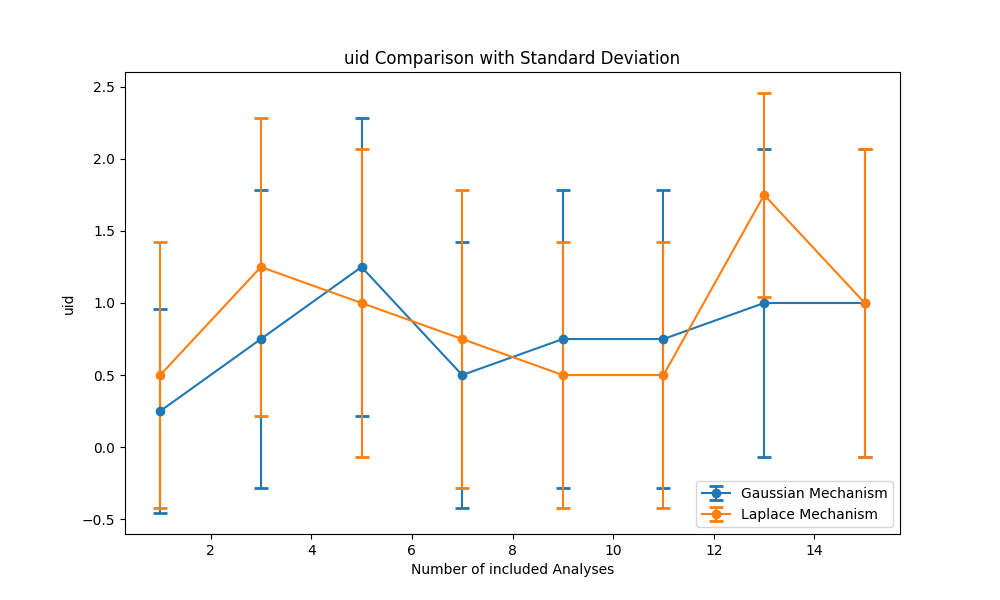 uid Comparison with Standard Deviation
2.5
2.0
1.5
1.0
0.5
0.0
−0.5
uid
2 4 6 8 10 12 14
Number of included Analyses
Gaussian Mechanism
Laplace Mechanism